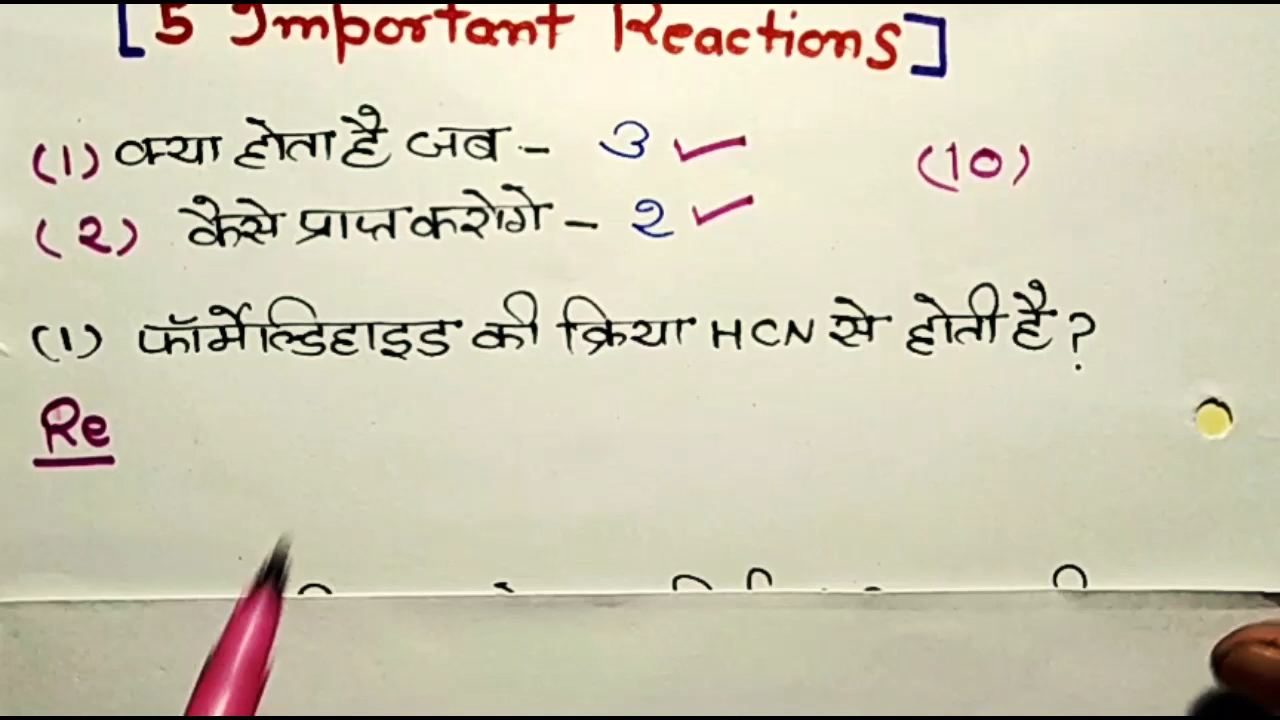 [5 Important Reactions]
(1) क्या होता है जब - 3 (10)
(2) कैसे प्राप्त करोगे - 2
(1) फॉर्मेल्डिहाइड की क्रिया HCN से होती है ?
Re